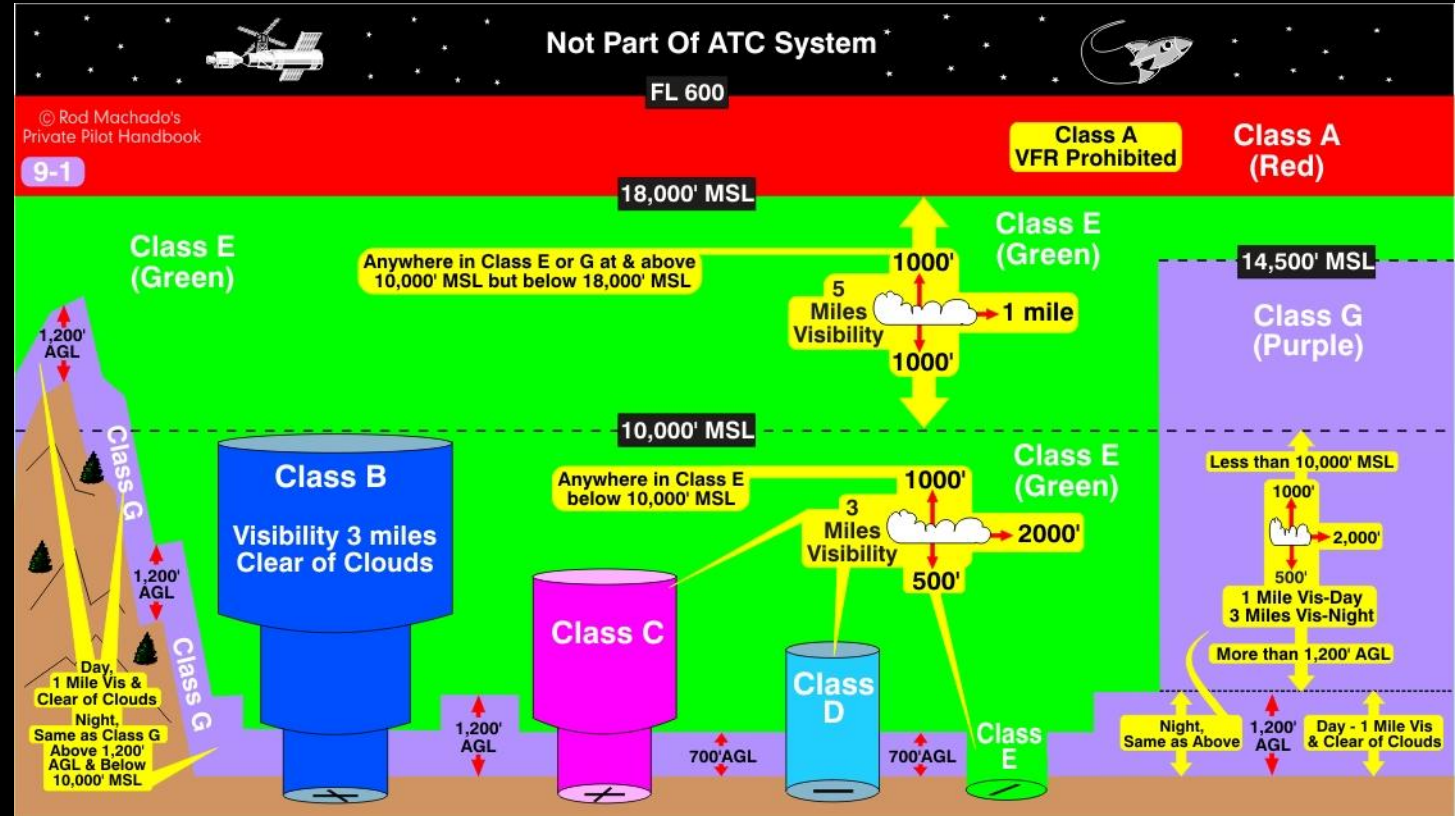 Not Part Of ATC System
FL 600
© Rod Machado's
Private Pilot Handbook
9-1
Class A
VFR Prohibited
Class A
(Red)
18,000' MSL
Class E
(Green)
Anywhere in Class E or G at & above
10,000' MSL but below 18,000' MSL
1000'
5
Miles
Visibility
1 mile
1000'
Class E
(Green)
14,500' MSL
Class G
(Purple)
1,200'
AGL
10,000' MSL
Class G
Class B
Visibility 3 miles
Clear of Clouds
Anywhere in Class E
below 10,000' MSL
1000'
3
Miles
Visibility
2000'
500'
Class E
(Green)
Less than 10,000' MSL
1000'
2,000'
500'
1 Mile Vis-Day
3 Miles Vis-Night
More than 1,200' AGL
1,200'
AGL
Class G
Day,
1 Mile Vis &
Clear of Clouds
Night,
Same as Class G
Above 1,200'
AGL & Below
10,000' MSL
1,200'
AGL
Class C
700'AGL
Class
D
700'AGL
Class
E
Night,
Same as Above
1,200'
AGL
Day - 1 Mile Vis
& Clear of Clouds